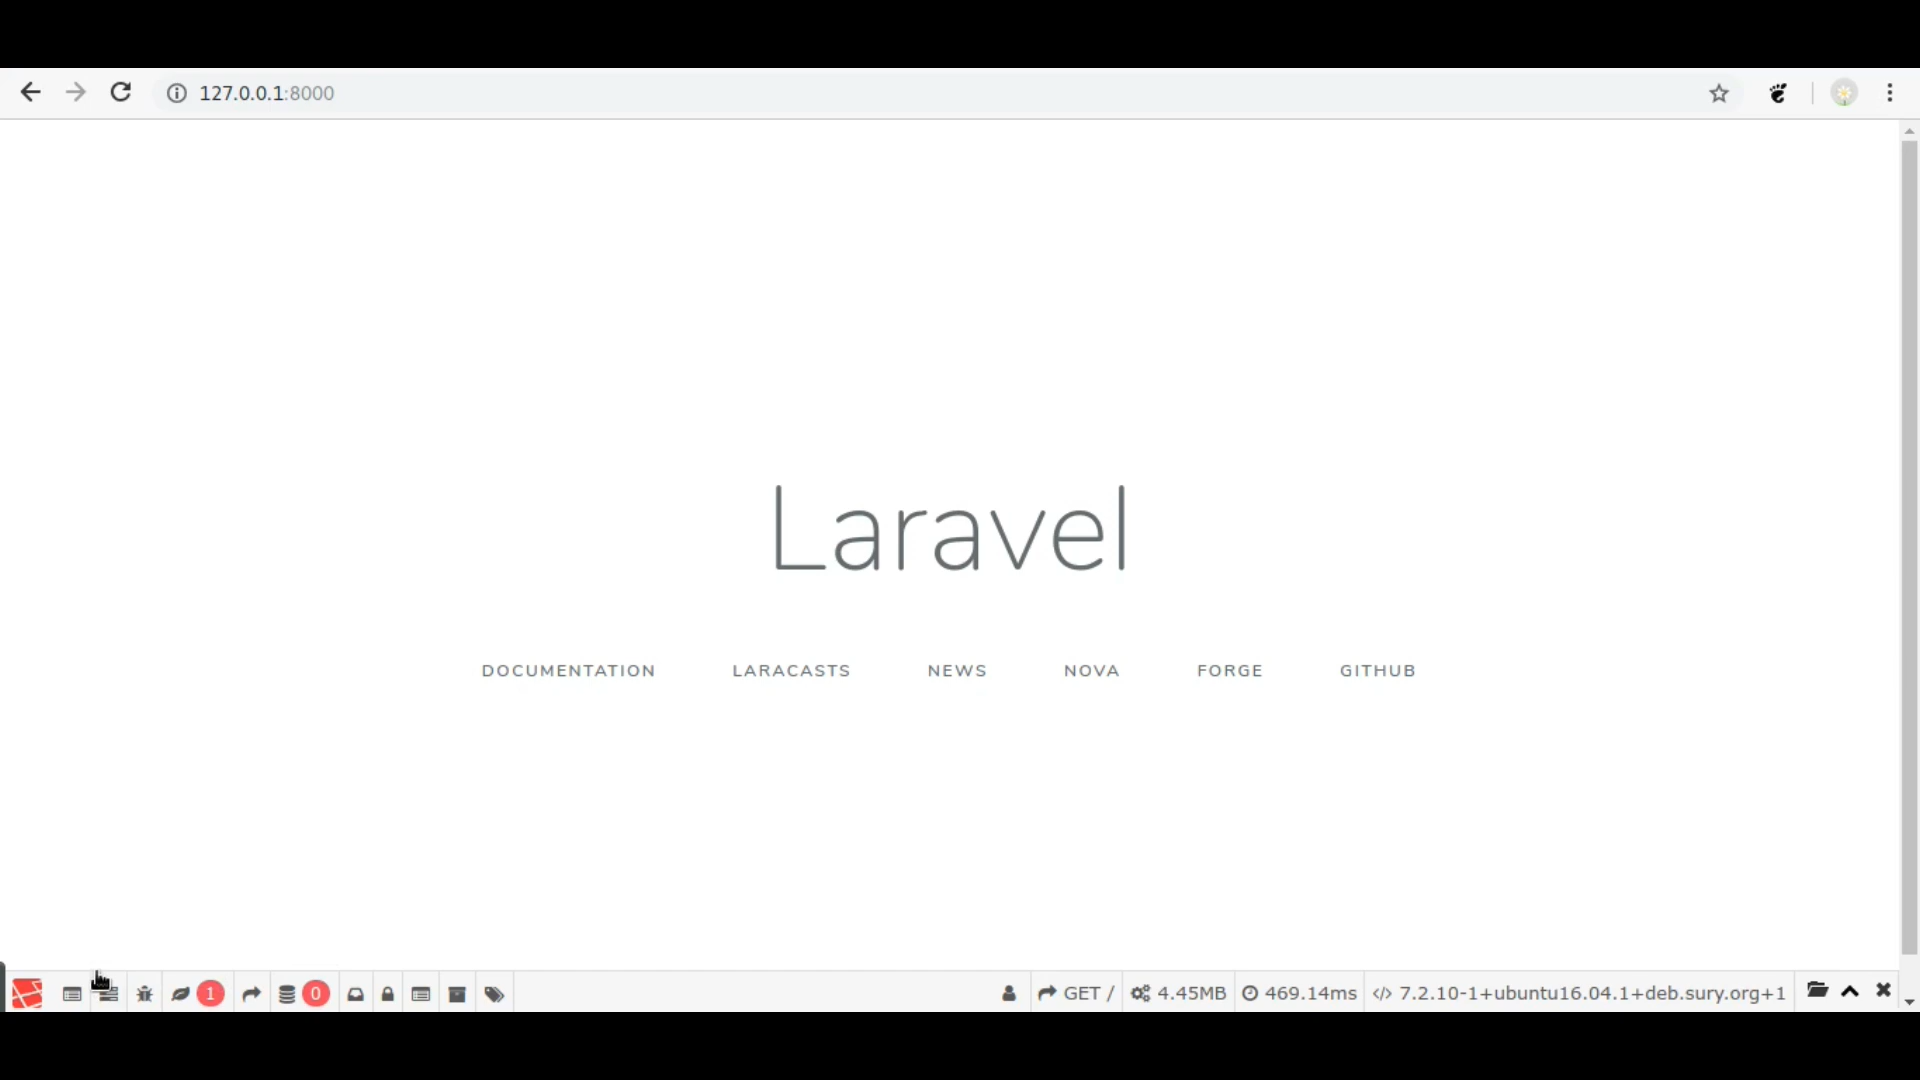 127.0.0.1:8000
Laravel
DOCUMENTATION LARACASTS NEWS NOVA FORGE GITHUB
1 0 GET / 4.45MB 469.14ms </> 7.2.10-1+ubuntu16.04.1+deb.sury.org+1